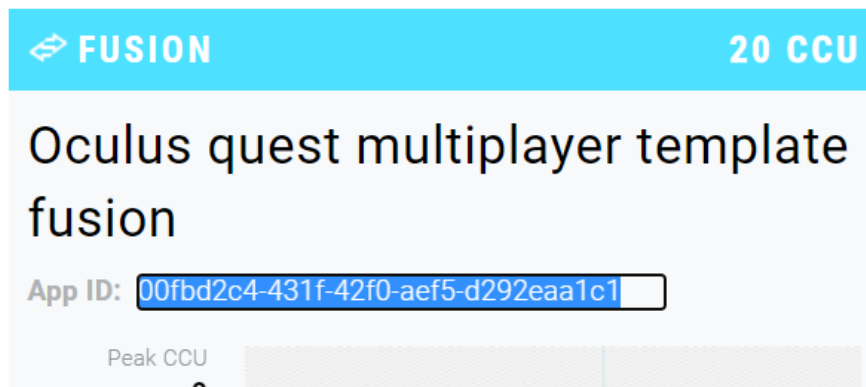 FUSION
20 CCU
Oculus quest multiplayer template
fusion
App ID: 00fbd2c4-431f-42f0-aef5-d292eaa1c1
Peak CCU